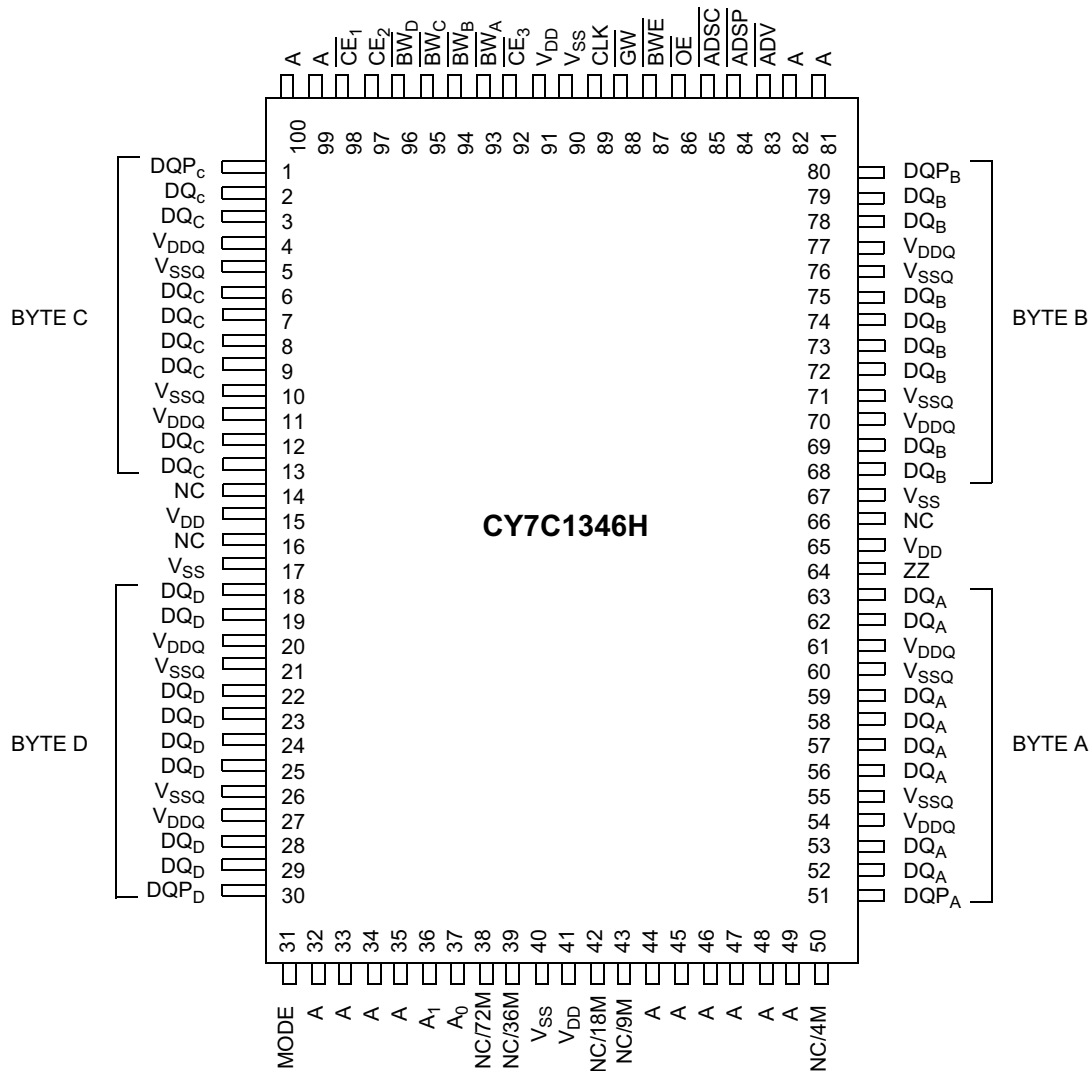 A
A
CE1
CE2
BWD
BWC
BWB
BWA
CE3
VDD
VSS
CLK
GW
BWE
OE
ADSC
ADSP
ADV
A
A
100
99
98
97
96
95
94
93
92
91
90
89
88
87
86
85
84
83
82
81
BYTE C
DQPc 1
DQc 2
DQC 3
VDDQ 4
VSSQ 5
DQC 6
DQC 7
DQC 8
DQC 9
VSSQ 10
VDDQ 11
DQC 12
DQC 13
NC 14
VDD 15
NC 16
VSS 17
BYTE D
DQD 18
DQD 19
VDDQ 20
VSSQ 21
DQD 22
DQD 23
DQD 24
DQD 25
VSSQ 26
VDDQ 27
DQD 28
DQD 29
DQPD 30
CY7C1346H
80 DQPB
79 DQB
78 DQB
77 VDDQ
76 VSSQ
75 DQB
74 DQB
73 DQB
72 DQB
71 VSSQ
70 VDDQ
69 DQB
68 DQB
BYTE B
67 VSS
66 NC
65 VDD
64 ZZ
63 DQA
62 DQA
61 VDDQ
60 VSSQ
59 DQA
58 DQA
57 DQA
56 DQA
55 VSSQ
54 VDDQ
53 DQA
52 DQA
51 DQPA
BYTE A
31
32
33
34
35
36
37
38
39
40
41
42
43
44
45
46
47
48
49
50
MODE
A
A
A
A
A1
A0
NC/72M
NC/36M
VSS
VDD
NC/18M
NC/9M
A
A
A
A
A
A
NC/4M